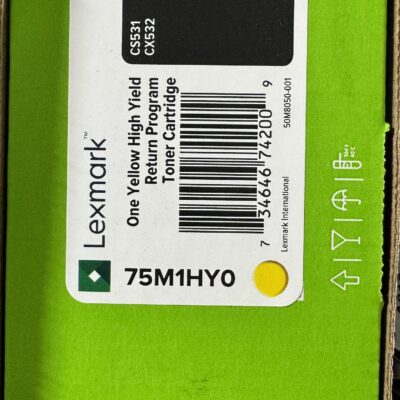 CS531
CX532
Lexmark™
One Yellow High Yield
Return Program
Toner Cartridge
7 34646 74200 9
50M8050-001
Lexmark International
75M1HY0